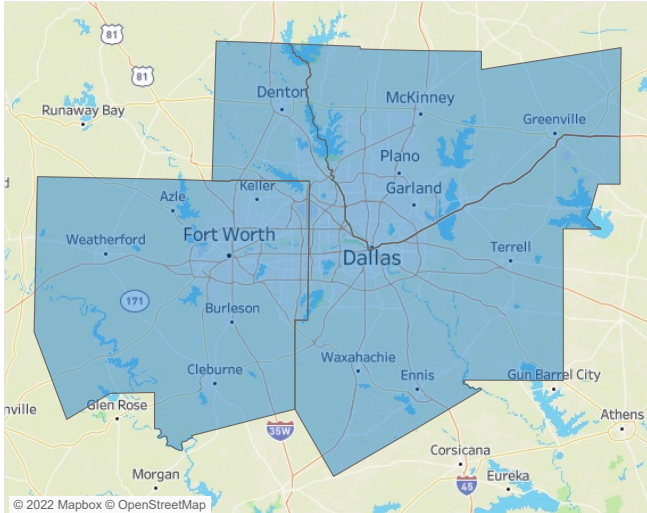 81
81
Runaway Bay
Denton
McKinney
Greenville
Plano
Keller
Garland
Azle
Fort Worth
Weatherford
Dallas
Terrell
171
Burleson
Waxahachie
Cleburne
Ennis
Gun Barrel City
nville
Glen Rose
Athens
35W
Corsicana
Morgan
45
Eureka
© 2022 Mapbox © OpenStreetMap